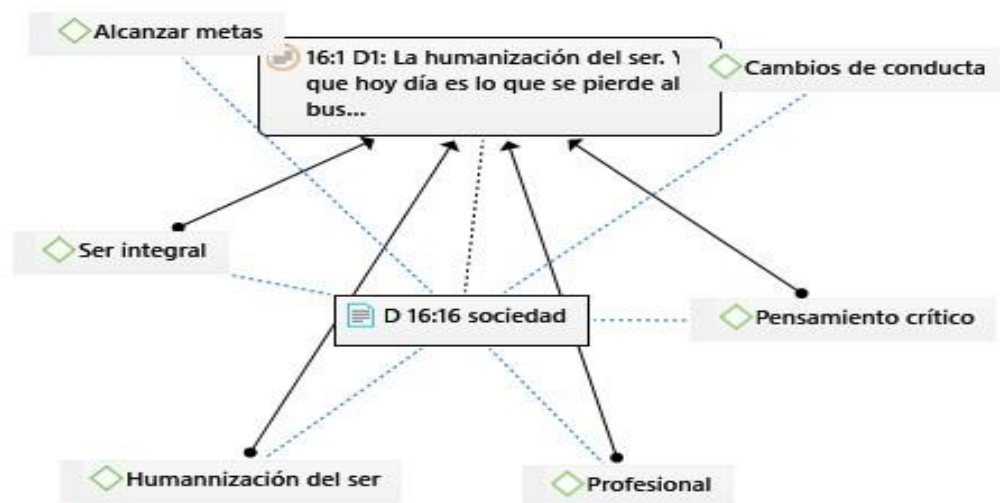 Alcanzar metas
16:1 D1: La humanización del ser. Y
que hoy día es lo que se pierde al
bus...
Cambios de conducta
Ser integral
D 16:16 sociedad
Pensamiento crítico
Humannización del ser
Profesional